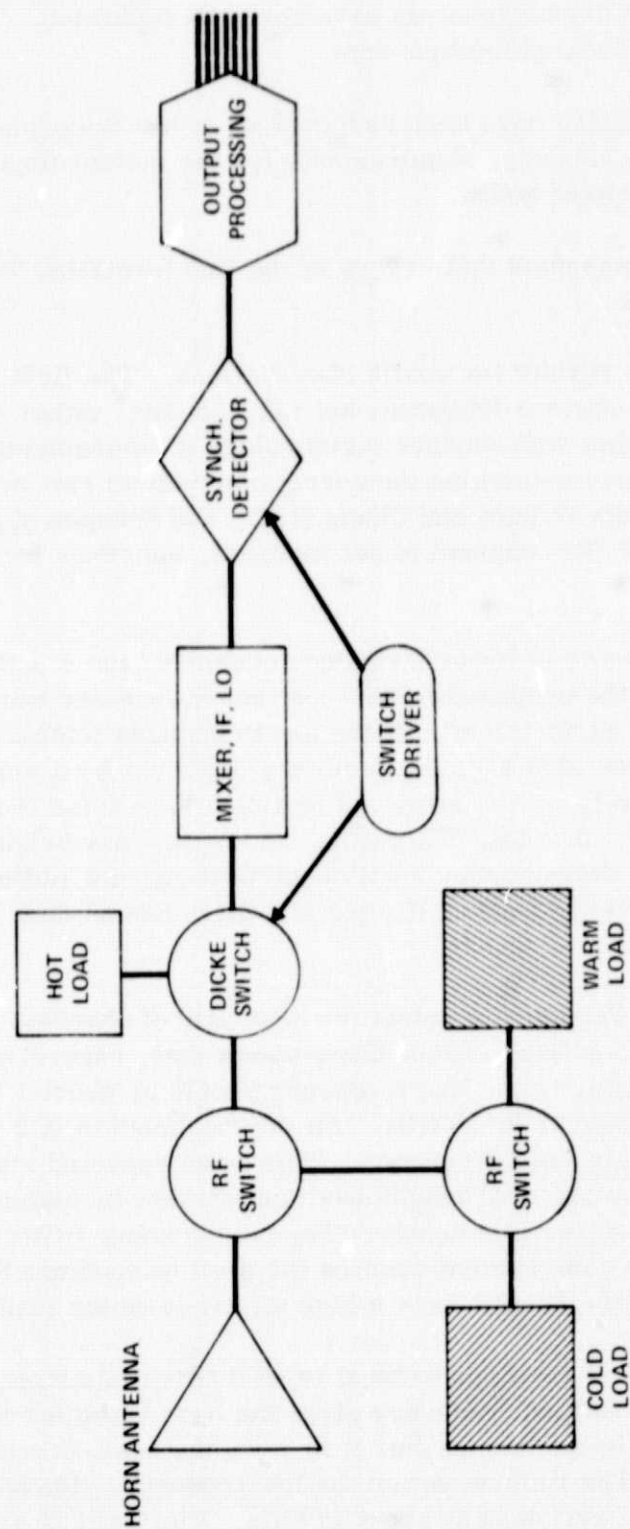 HORN ANTENNA
RF
SWITCH
HOT
LOAD
DICKE
SWITCH
MIXER, IF, LO
SYNCH.
DETECTOR
OUTPUT
PROCESSING
SWITCH
DRIVER
COLD
LOAD
RF
SWITCH
WARM
LOAD